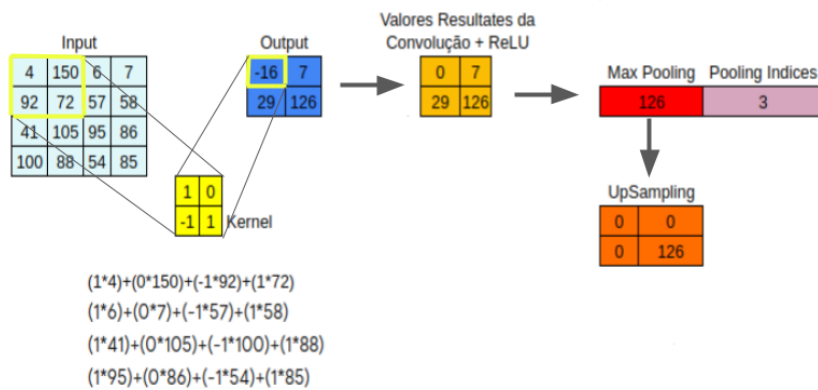 Input
4 150 6 7
92 72 57 58
41 105 95 86
100 88 54 85
1 0
-1 1
Kernel
Output
-16 7
29 126
Valores Resultates da
Convolução + ReLU
0 7
29 126
Max Pooling Pooling Indices
126 3
UpSampling
0 0
0 126
(1*4)+(0*150)+(-1*92)+(1*72)
(1*6)+(0*7)+(-1*57)+(1*58)
(1*41)+(0*105)+(-1*100)+(1*88)
(1*95)+(0*86)+(-1*54)+(1*85)